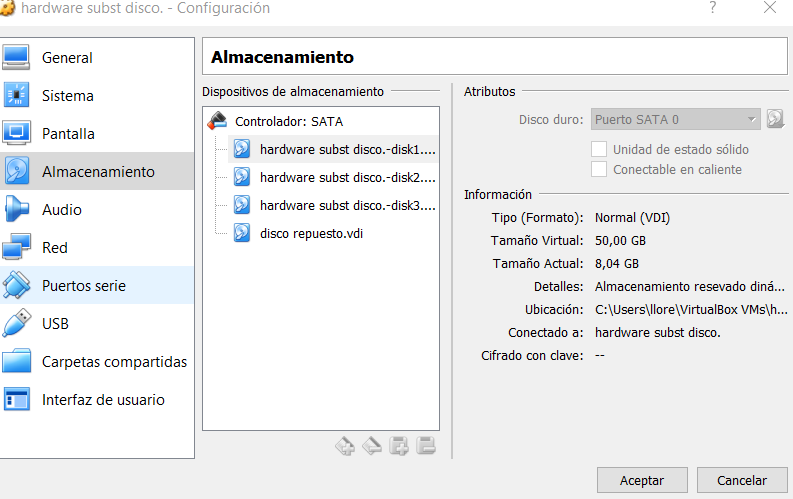 hardware subst disco. - Configuración
?
General
Sistema
Pantalla
Almacenamiento
Audio
Red
Puertos serie
USB
Carpetas compartidas
Interfaz de usuario
Almacenamiento
Dispositivos de almacenamiento
Controlador: SATA
hardware subst disco.-disk1....
hardware subst disco.-disk2....
hardware subst disco.-disk3....
disco repuesto.vdi
Atributos
Disco duro: Puerto SATA 0
Unidad de estado sólido
Conectable en caliente
Información
Tipo (Formato): Normal (VDI)
Tamaño Virtual: 50,00 GB
Tamaño Actual: 8,04 GB
Detalles: Almacenamiento resevado diná...
Ubicación: C:\Users\llore\VirtualBox VMs\h...
Conectado a: hardware subst disco.
Cifrado con clave: --
Aceptar
Cancelar